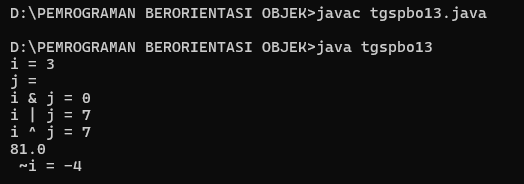 D:\PEMROGRAMAN BERORIENTASI OBJEK>javac tgspbo13.java
D:\PEMROGRAMAN BERORIENTASI OBJEK>java tgspbo13
i = 3
j =
i & j = 0
i | j = 7
i ^ j = 7
81.0
 ~i = -4